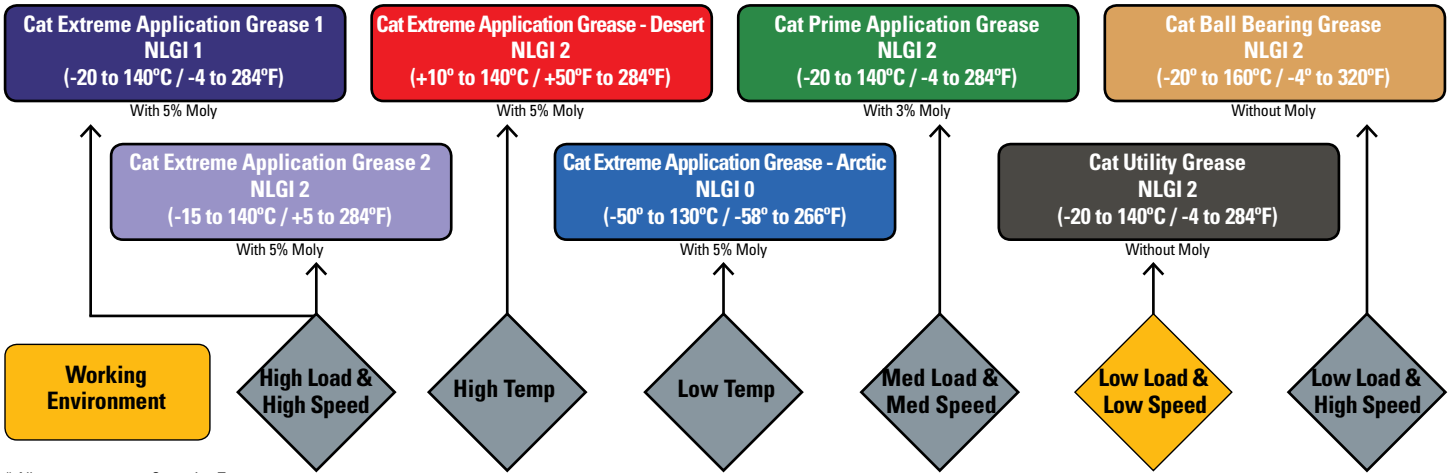 Cat Extreme Application Grease 1
NLGI 1
(-20 to 140ºC / -4 to 284ºF)
With 5% Moly
Cat Extreme Application Grease - Desert
NLGI 2
(+10º to 140ºC / +50ºF to 284ºF)
With 5% Moly
Cat Prime Application Grease
NLGI 2
(-20 to 140ºC / -4 to 284ºF)
With 3% Moly
Cat Ball Bearing Grease
NLGI 2
(-20º to 160ºC / -4º to 320ºF)
Without Moly
Cat Extreme Application Grease 2
NLGI 2
(-15 to 140ºC / +5 to 284ºF)
With 5% Moly
Cat Extreme Application Grease - Arctic
NLGI 0
(-50º to 130ºC / -58º to 266ºF)
With 5% Moly
Cat Utility Grease
NLGI 2
(-20 to 140ºC / -4 to 284ºF)
Without Moly
Working
Environment
High Load &
High Speed
High Temp
Low Temp
Med Load &
Med Speed
Low Load &
Low Speed
Low Load &
High Speed